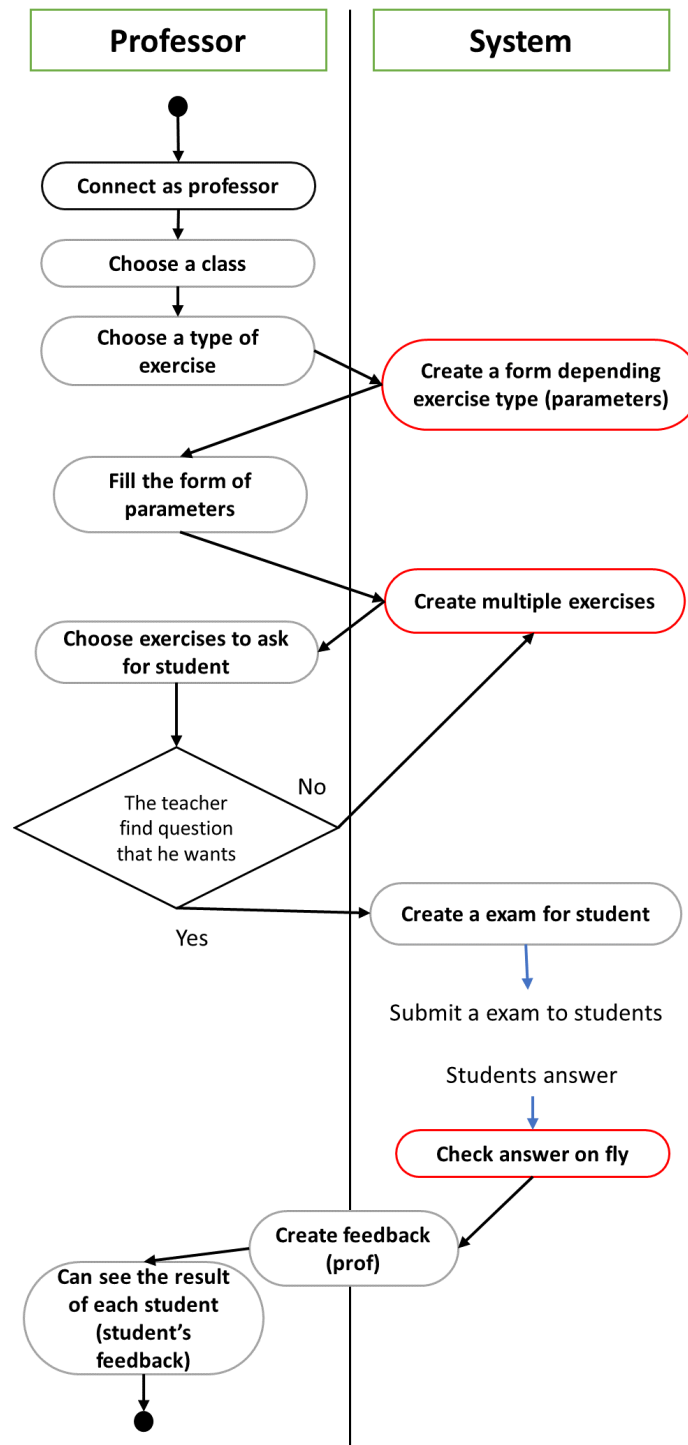 Professor
System
Connect as professor
Choose a class
Choose a type of
exercise
Create a form depending
exercise type (parameters)
Fill the form of
parameters
Create multiple exercises
Choose exercises to ask
for student
No
The teacher
find question
that he wants
Create a exam for student
Yes
Submit a exam to students
Students answer
Check answer on fly
Create feedback
(prof)
Can see the result
of each student
(student's
feedback)